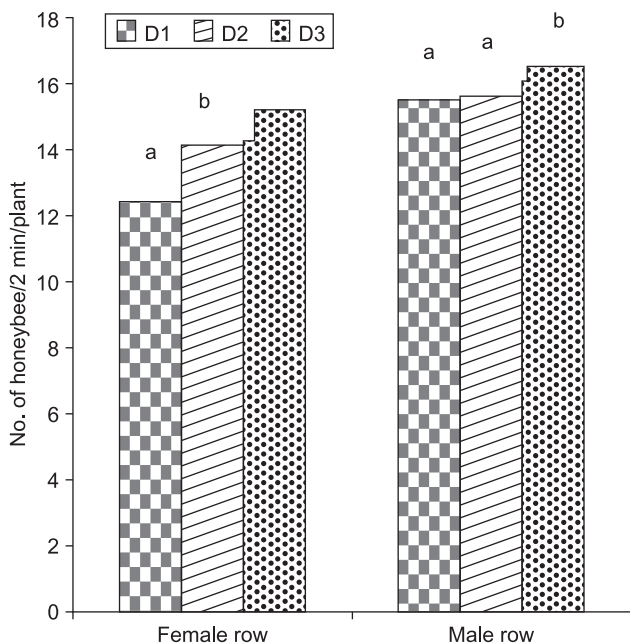 No. of honeybee/2 min/plant
18
16
14
12
10
8
6
4
2
0
D1 D2 D3
a
b
a
a
b
Female row
Male row